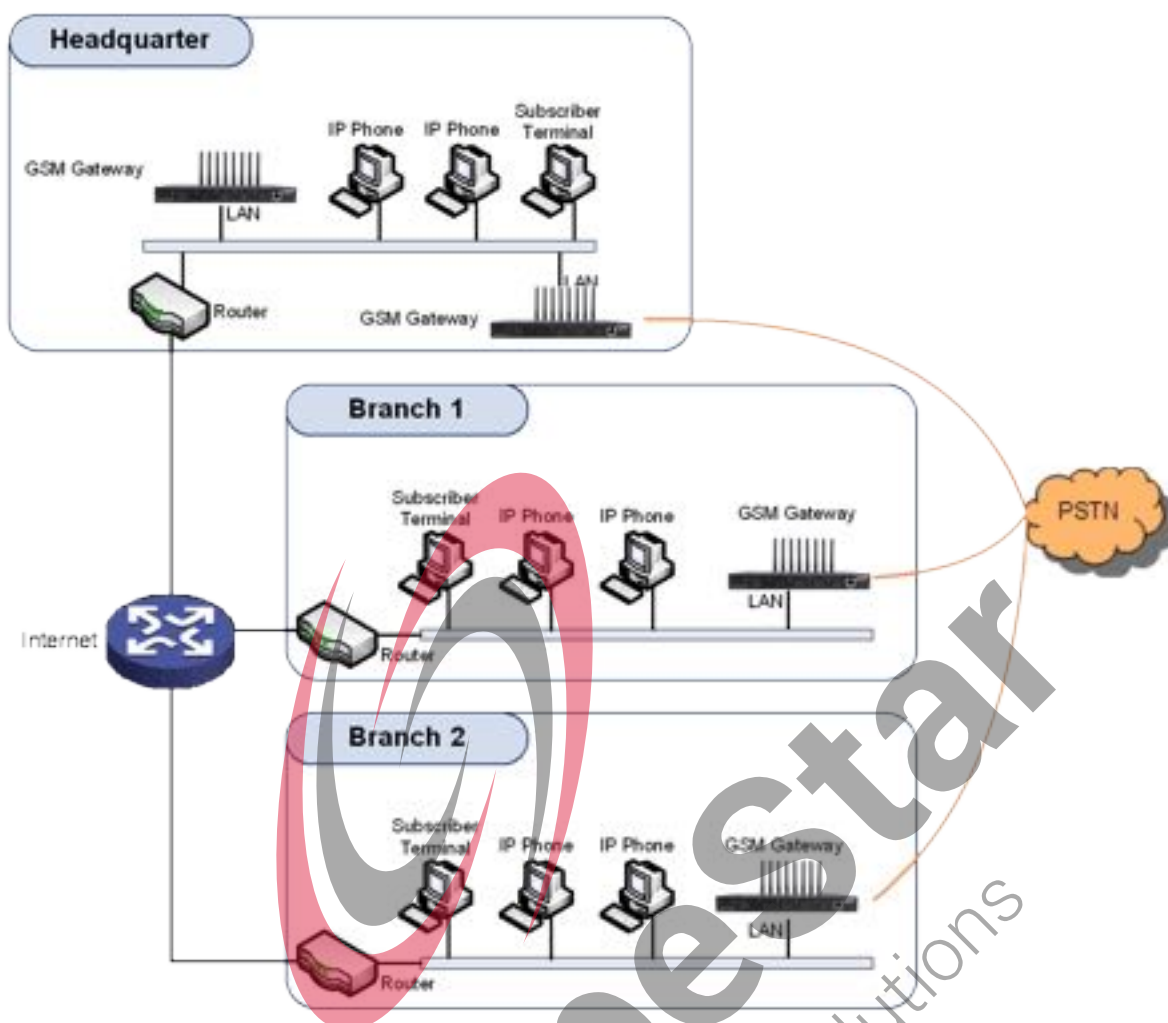 Headquarter
IP Phone
IP Phone
Subscriber
Terminal
GSM Gateway
LAN
LAN
Router
GSM Gateway
Branch 1
Subscriber
Terminal
IP Phone
IP Phone
GSM Gateway
PSTN
LAN
Internet
Router
Branch 2
Subscriber
Terminal
IP Phone
IP Phone
GSM Gateway
LAN
Router
nestar
lutions